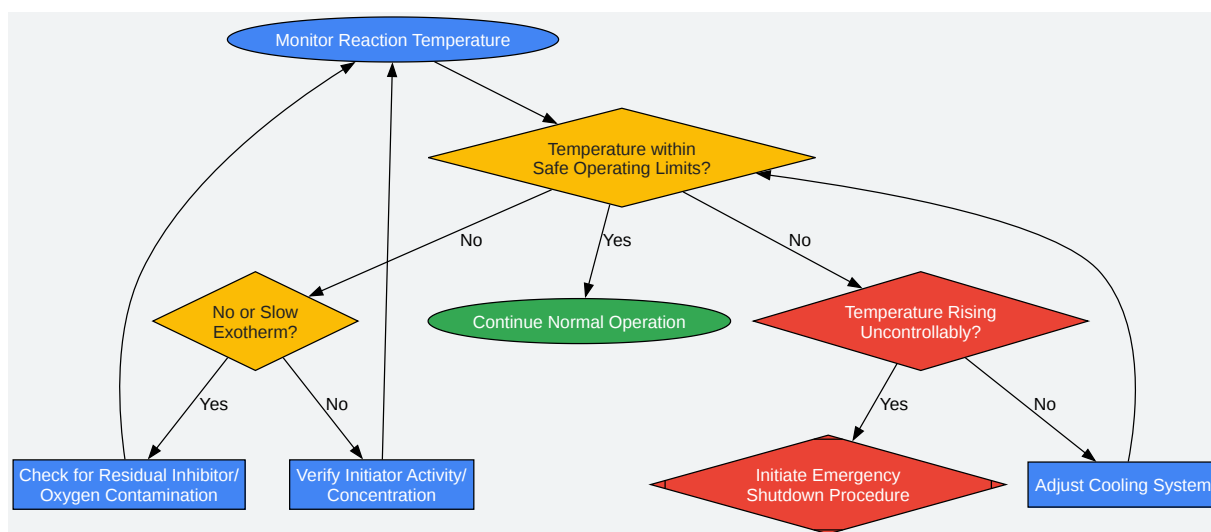 Monitor Reaction Temperature
Temperature within
Safe Operating Limits?
No
Yes
No
No or Slow
Exotherm?
Continue Normal Operation
Temperature Rising
Uncontrollably?
Yes
No
Yes
No
Check for Residual Inhibitor/
Oxygen Contamination
Verify Initiator Activity/
Concentration
Initiate Emergency
Shutdown Procedure
Adjust Cooling System